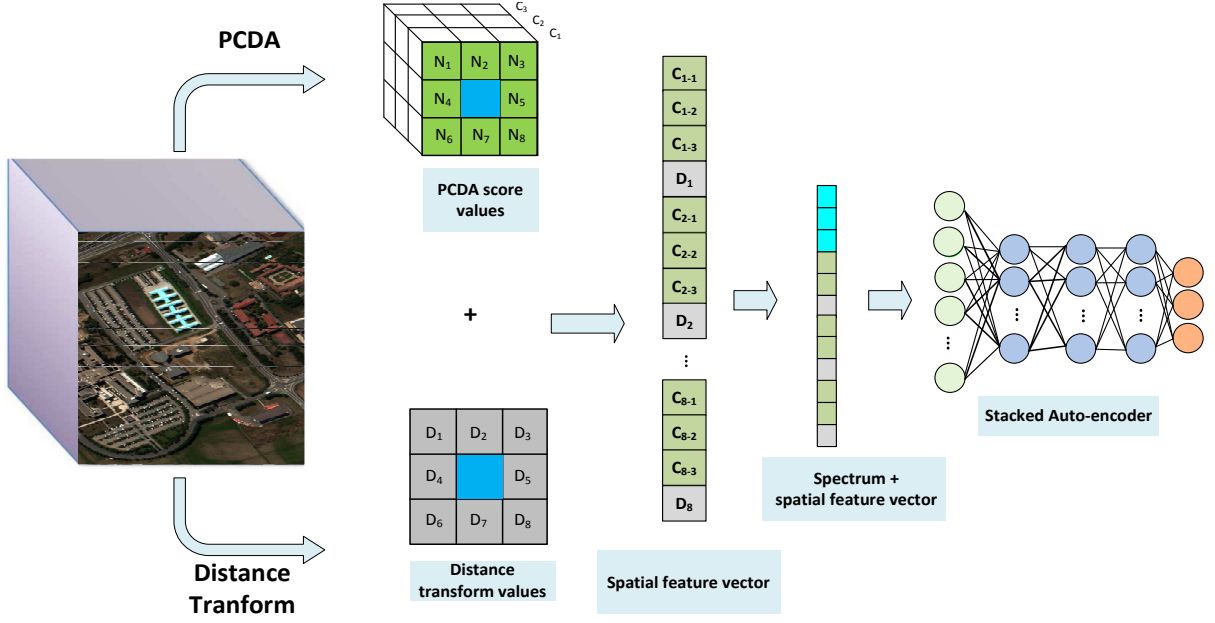 PCDA
C3
C2
C1
N1 N2 N3
N4 N5
N6 N7 N8
PCDA score
values
+
D1 D2 D3
D4 D5
D6 D7 D8
Distance
transform values
Distance
Tranform
C1-1
C1-2
C1-3
D1
C2-1
C2-2
C2-3
D2
...
C8-1
C8-2
C8-3
D8
Spatial feature vector
Spectrum +
spatial feature vector
...
... ... ...
Stacked Auto-encoder